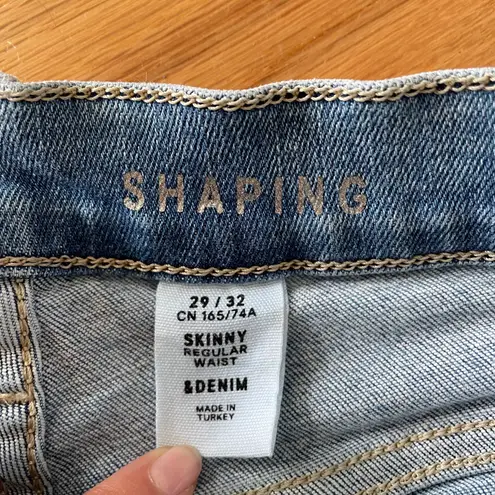 SHAPING
29 / 32
CN 165/74A
SKINNY
REGULAR
WAIST
&DENIM
MADE IN
TURKEY